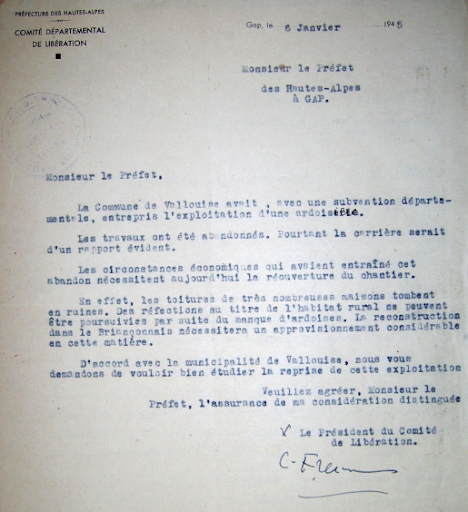 PRÉFECTURE DES HAUTES-ALPES
COMITÉ DÉPARTEMENTAL
DE LIBÉRATION
Gap, le 6 Janvier 1945
Monsieur le Préfet
des Hautes-Alpes
à GAP.
Monsieur le Préfet,
La Commune de Vallouise avait , avec une subvention départe-
mentale, entrepris l'exploitation d'une ardoisière.
Les travaux ont été abandonnés. Pourtant la carrière serait
d'un rapport évident.
Les circonstances économiques qui avaient entraîné cet
abandon nécessitent aujourd'hui la réouverture du chantier.
En effet, les toitures de très nombreuses maisons tombent
en ruines. Des réfections au titre de l'habitat rural ne peuvent
être poursuivies par suite du manque d'ardoises. La reconstruction
dans le Briançonnais nécessitera un approvisionnement considérable
en cette matière.
D'accord avec la municipalité de Vallouise, nous vous
demandons de vouloir bien étudier la reprise de cette exploitation
Veuillez agréer, Monsieur le
Préfet, l'assurance de ma considération distinguée
Le Président du Comité
de Libération.